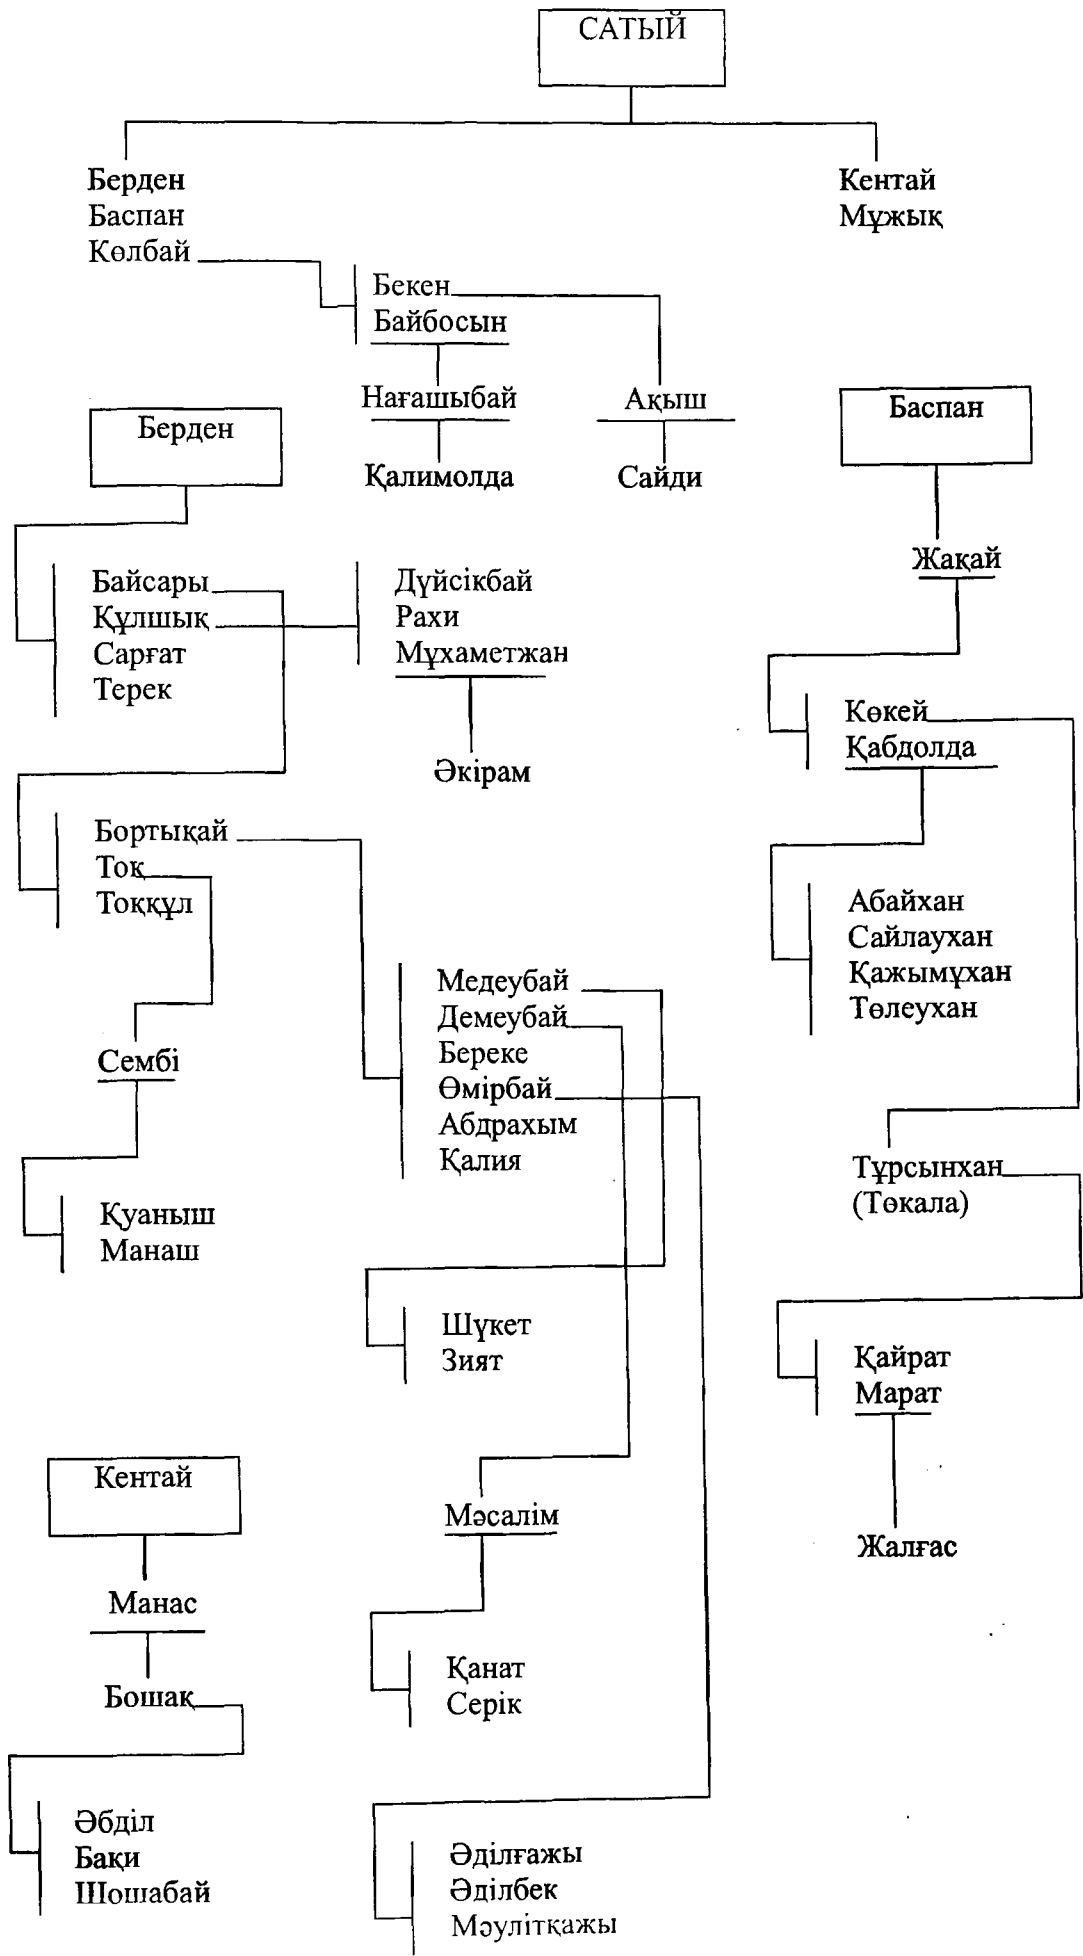 САТЫЙ
Берден
Баспан
Көлбай
Кентай
Мұжық
Бекен
Байбосын
Нағашыбай
Ақыш
Қалимолда
Сайди
Берден
Баспан
Байсары
Құлшық
Сарғат
Терек
Дүйсікбай
Рахи
Мұхаметжан
Әкірам
Жақай
Көкей
Қабдолда
Бортықай
Тоқ
Тоққұл
Абайхан
Сайлаухан
Қажымұхан
Төлеухан
Медеубай
Демеубай
Береке
Өмірбай
Абдрахым
Қалия
Сембі
Қуаныш
Манаш
Тұрсынхан
(Төкала)
Шүкет
Зият
Қайрат
Марат
Жалғас
Кентай
Манас
Бошақ
Мәсалім
Қанат
Серік
Әбділ
Бақи
Шошабай
Әділғажы
Әділбек
Мәулітқажы